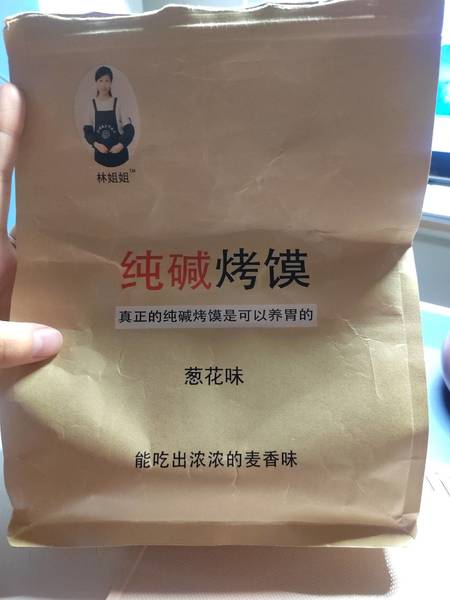 林姐姐™
纯碱烤馍
真正的纯碱烤馍是可以养胃的
葱花味
能吃出浓浓的麦香味